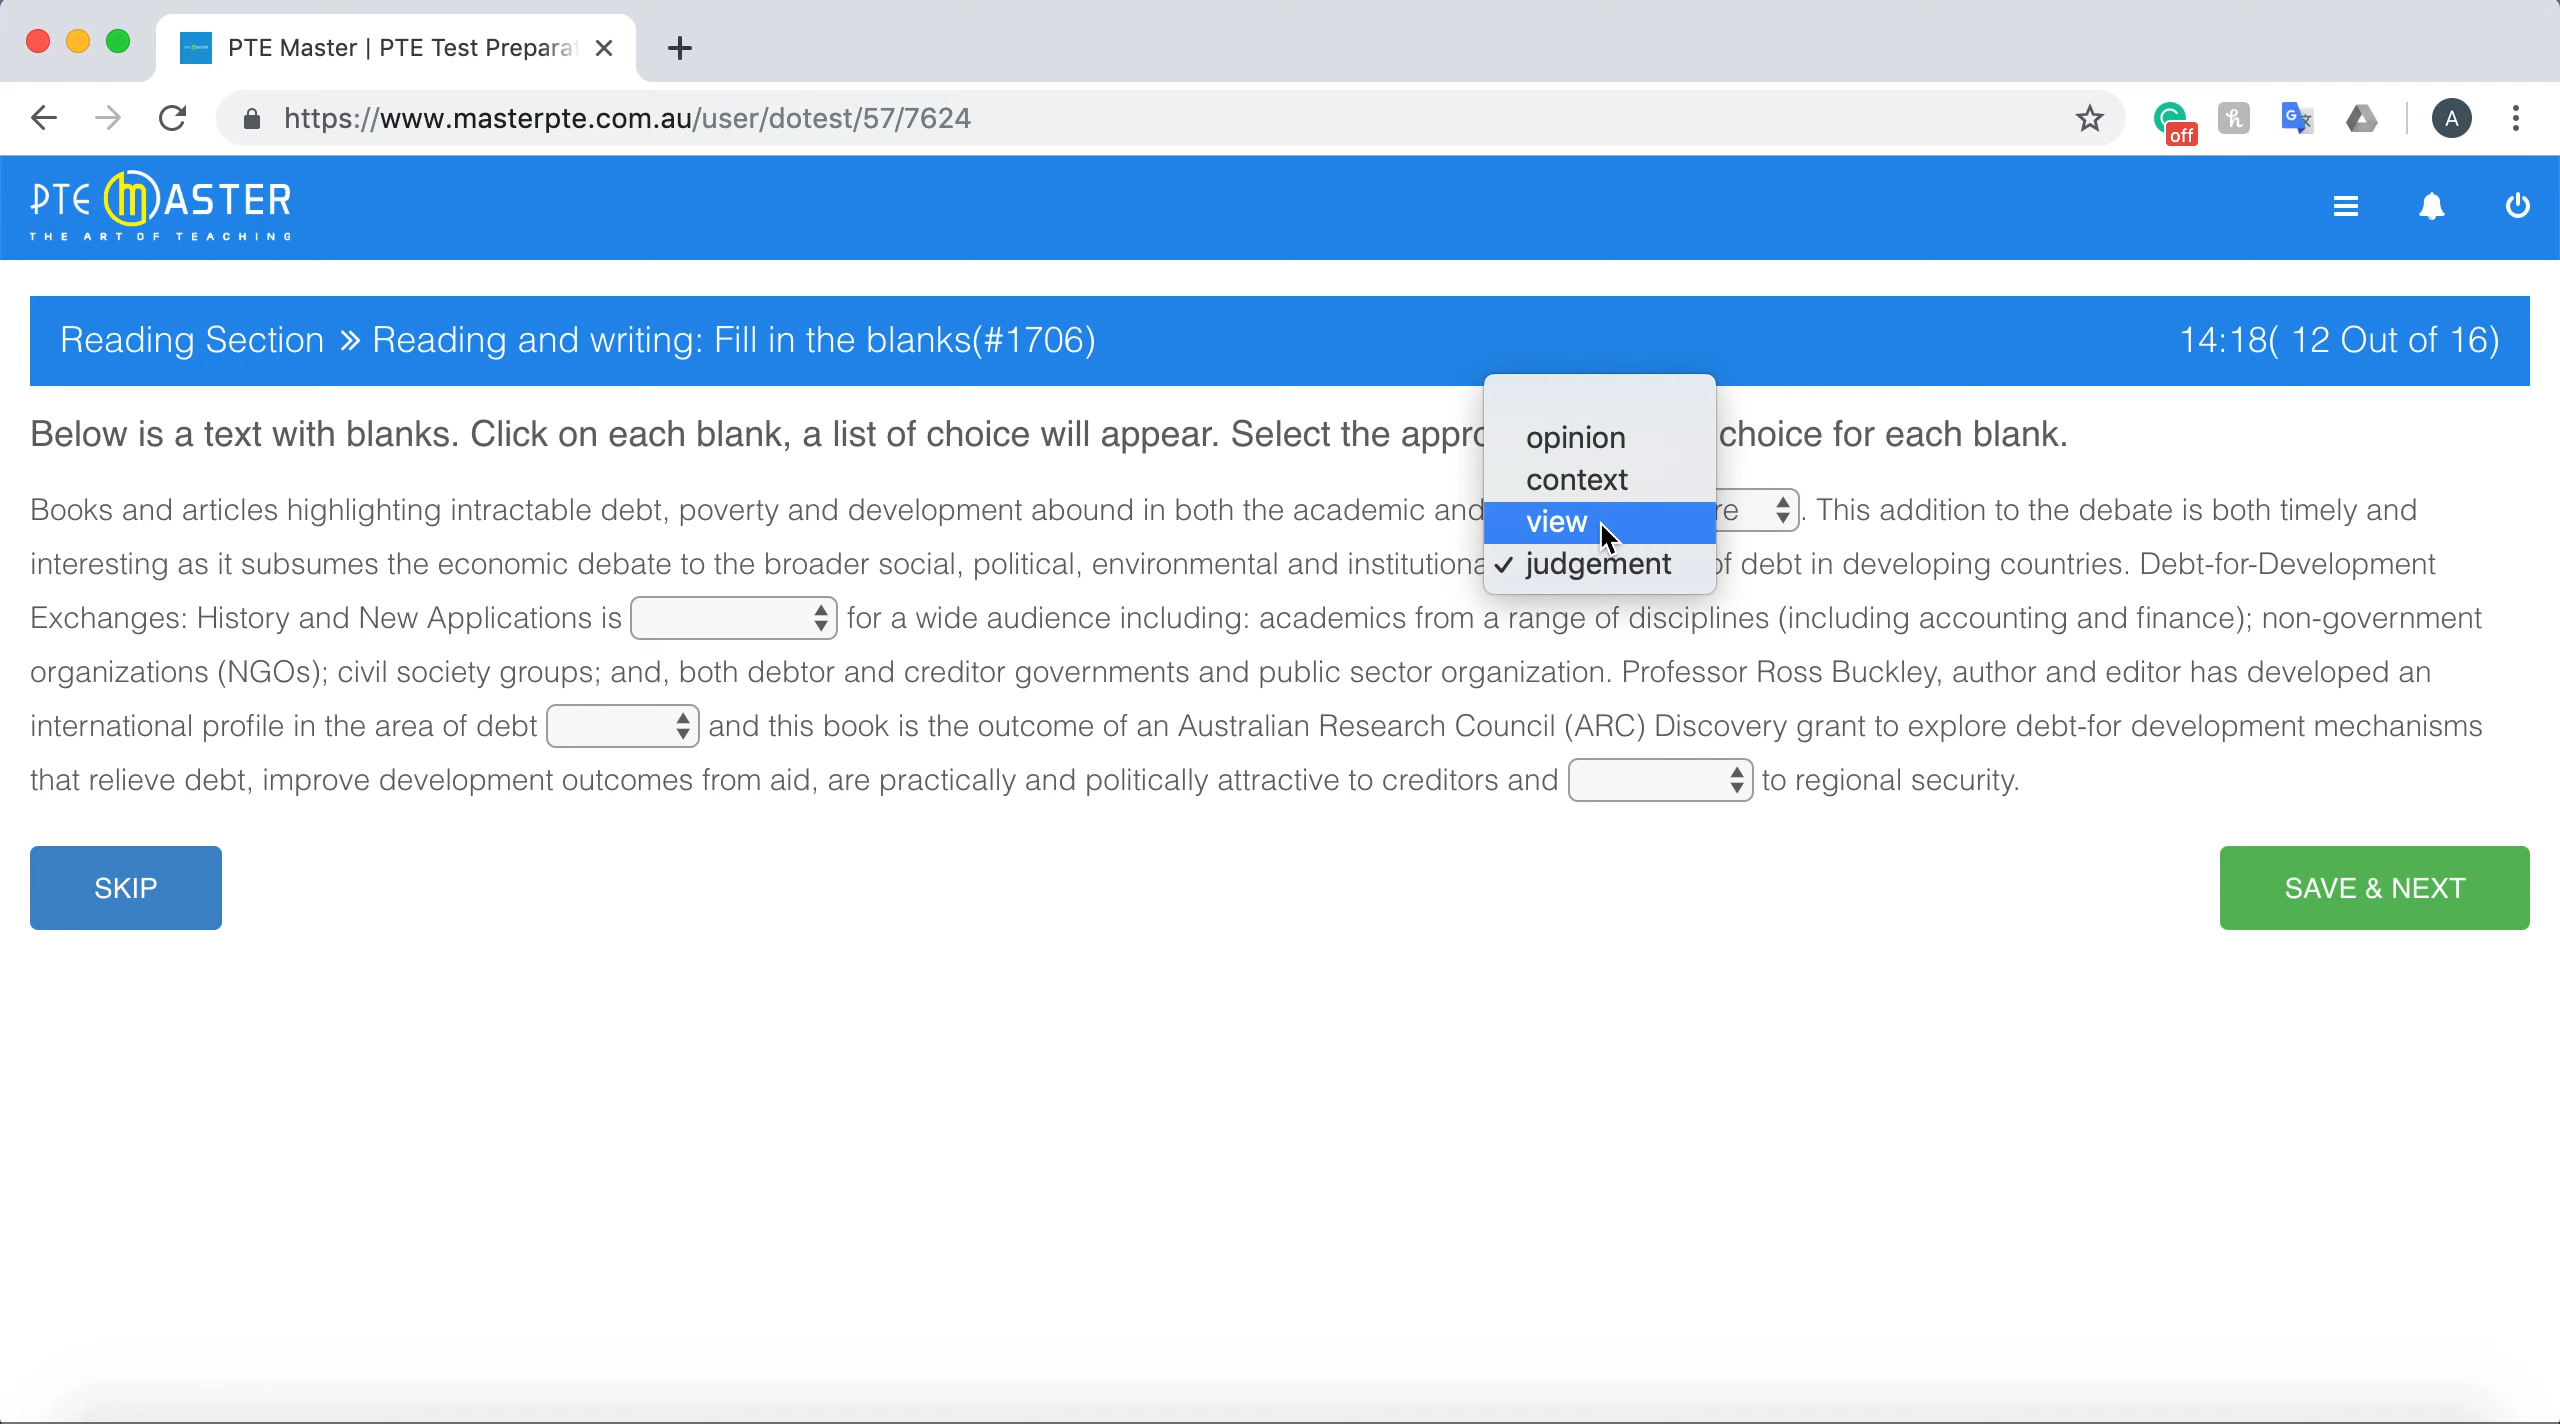 PTE Master | PTE Test Prepara
https://www.masterpte.com.au/user/dotest/57/7624
off
A
PTE MASTER
THE ART OF TEACHING
Reading Section » Reading and writing: Fill in the blanks(#1706)
14:18( 12 Out of 16)
Below is a text with blanks. Click on each blank, a list of choice will appear. Select the appro choice for each blank.
opinion
context
view
✓ judgement
Books and articles highlighting intractable debt, poverty and development abound in both the academic and re . This addition to the debate is both timely and
interesting as it subsumes the economic debate to the broader social, political, environmental and institutiona of debt in developing countries. Debt-for-Development
Exchanges: History and New Applications is for a wide audience including: academics from a range of disciplines (including accounting and finance); non-government
organizations (NGOs); civil society groups; and, both debtor and creditor governments and public sector organization. Professor Ross Buckley, author and editor has developed an
international profile in the area of debt and this book is the outcome of an Australian Research Council (ARC) Discovery grant to explore debt-for development mechanisms
that relieve debt, improve development outcomes from aid, are practically and politically attractive to creditors and to regional security.
SKIP
SAVE & NEXT